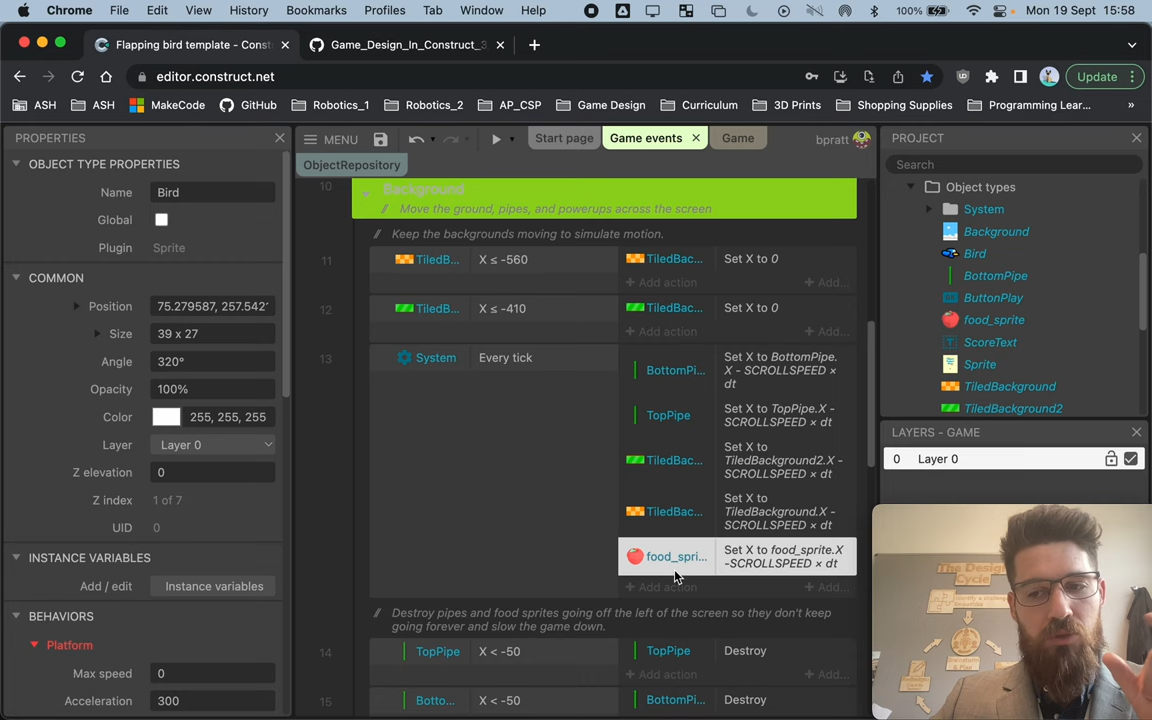 Chrome File Edit View History Bookmarks Profiles Tab Window Help 100% Mon 19 Sept 15:58
Flapping bird template - Const Game_Design_In_Construct_3
editor.construct.net Update
ASH ASH MakeCode GitHub Robotics_1 Robotics_2 AP_CSP Game Design Curriculum 3D Prints Shopping Supplies Programming Lear... »
PROPERTIES
MENU Start page Game events Game bpratt
PROJECT
ObjectRepository
Search
OBJECT TYPE PROPERTIES
Name Bird
Global
Plugin Sprite
COMMON
Position 75.279587, 257.542
Size 39 x 27
Angle 320°
Opacity 100%
Color 255, 255, 255
Layer Layer 0
Z elevation 0
Z index 1 of 7
UID 0
INSTANCE VARIABLES
Add / edit Instance variables
BEHAVIORS
Platform
Max speed 0
Acceleration 300
10 Background
// Move the ground, pipes, and powerups across the screen
// Keep the backgrounds moving to simulate motion.
11 TiledB... X ≤ -560 TiledBac... Set X to 0
+ Add action + Add...
12 TiledB... X ≤ -410 TiledBac... Set X to 0
+ Add action + Add...
13 System Every tick
BottomPi... Set X to BottomPipe.
X - SCROLLSPEED ×
dt
TopPipe Set X to TopPipe.X -
SCROLLSPEED × dt
TiledBac... Set X to
TiledBackground2.X -
SCROLLSPEED × dt
TiledBac... Set X to
TiledBackground.X -
SCROLLSPEED × dt
food_spri... Set X to food_sprite.X
-SCROLLSPEED × dt
+ Add action + Add...
// Destroy pipes and food sprites going off the left of the screen so they don't keep
going forever and slow the game down.
14 TopPipe X < -50 TopPipe Destroy
+ Add action + Add...
15 Botto... X < -50 BottomPi... Destroy
Object types
System
Background
Bird
BottomPipe
ButtonPlay
food_sprite
ScoreText
Sprite
TiledBackground
TiledBackground2
LAYERS - GAME
0 Layer 0
The Design
Cycle